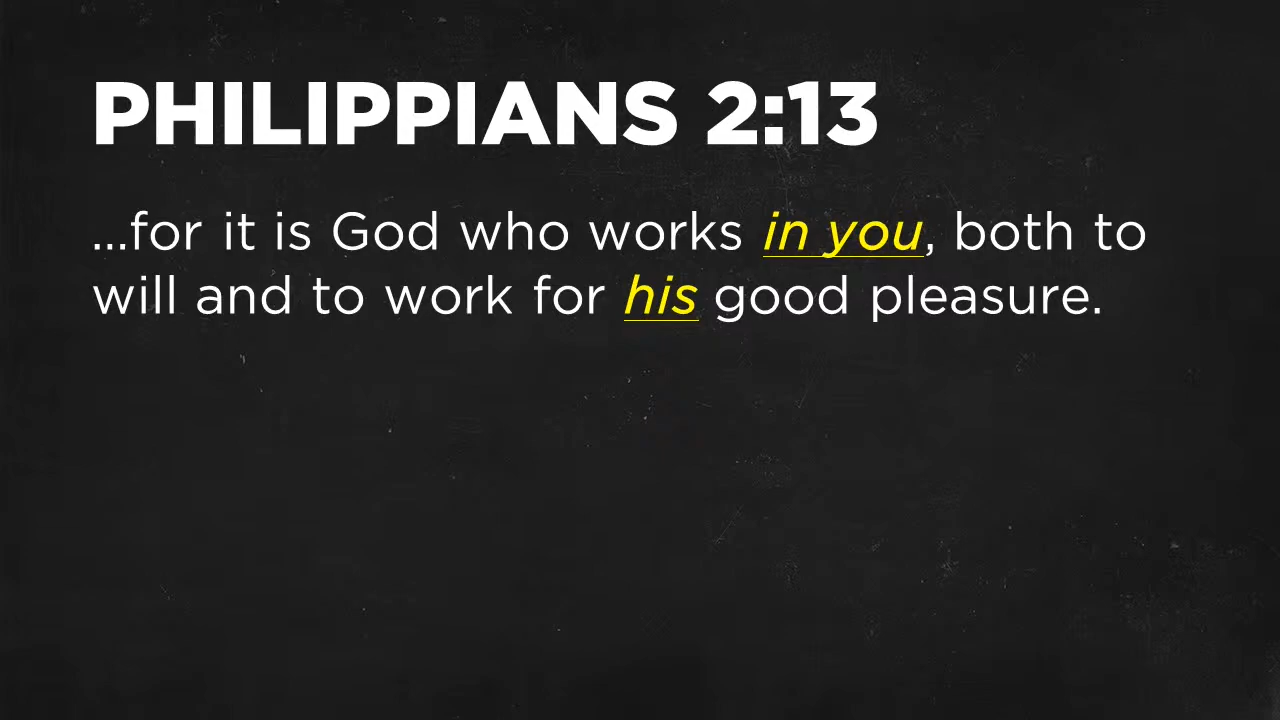 PHILIPPIANS 2:13
…for it is God who works in you, both to
will and to work for his good pleasure.